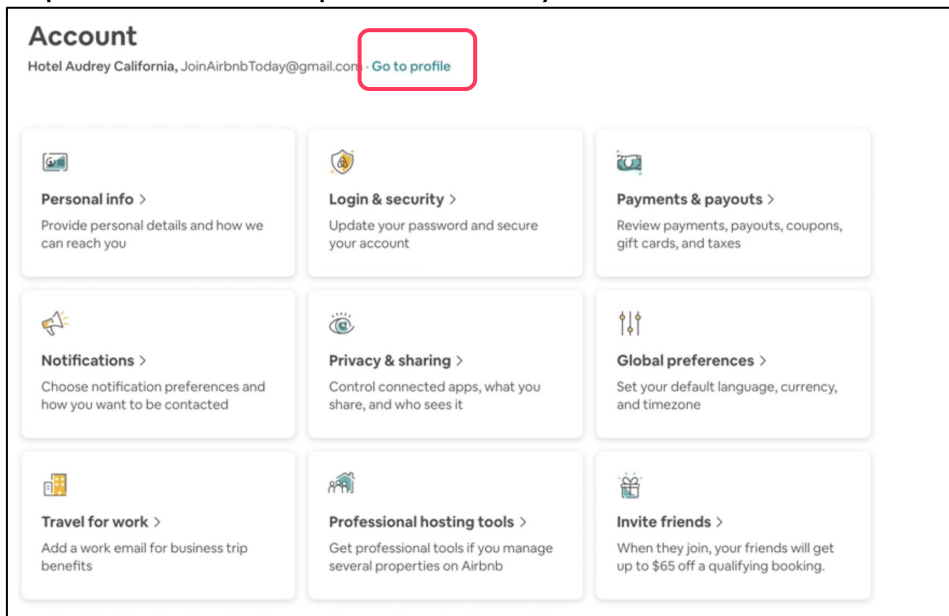 Account
Hotel Audrey California, JoinAirbnbToday@gmail.com · Go to profile
Personal info >
Provide personal details and how we
can reach you
Login & security >
Update your password and secure
your account
Payments & payouts >
Review payments, payouts, coupons,
gift cards, and taxes
Notifications >
Choose notification preferences and
how you want to be contacted
Privacy & sharing >
Control connected apps, what you
share, and who sees it
Global preferences >
Set your default language, currency,
and timezone
Travel for work >
Add a work email for business trip
benefits
Professional hosting tools >
Get professional tools if you manage
several properties on Airbnb
Invite friends >
When they join, your friends will get
up to $65 off a qualifying booking.